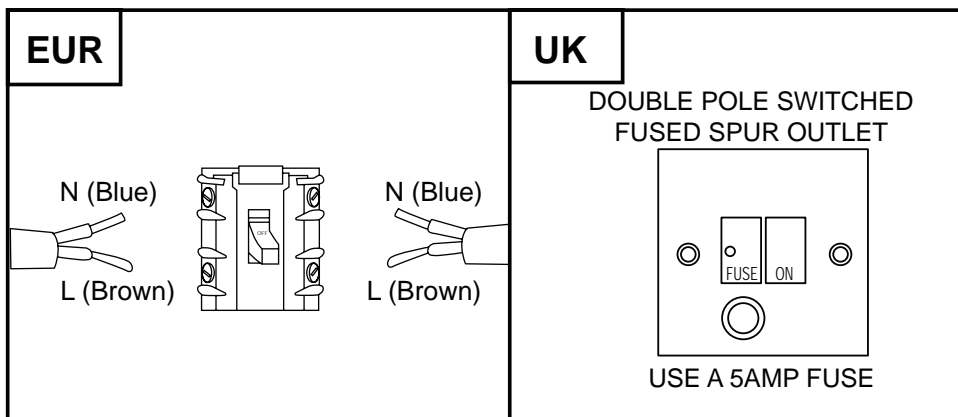 EUR
N (Blue)
L (Brown)
OFF
N (Blue)
L (Brown)
UK
DOUBLE POLE SWITCHED
FUSED SPUR OUTLET
FUSE
ON
USE A 5AMP FUSE